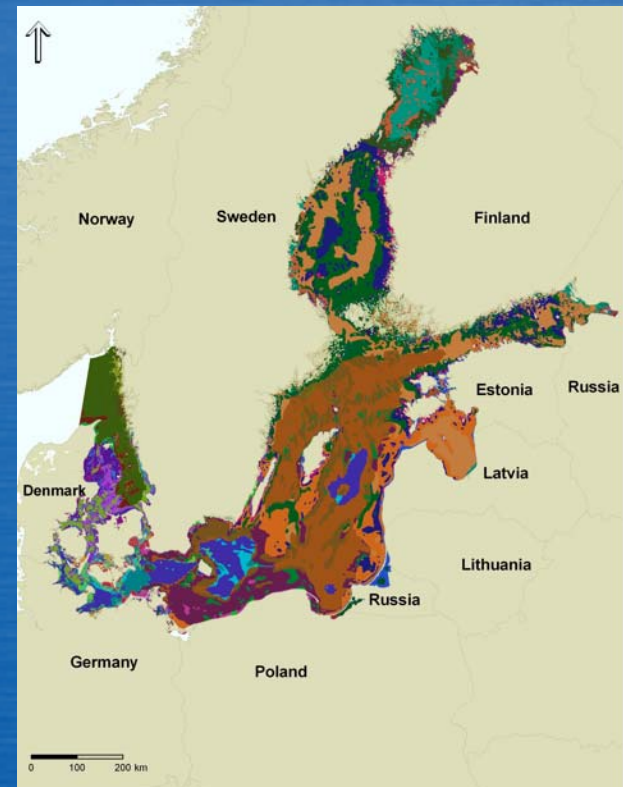 Norway
Sweden
Finland
Estonia
Russia
Denmark
Latvia
Lithuania
Russia
Germany
Poland
0 100 200 km